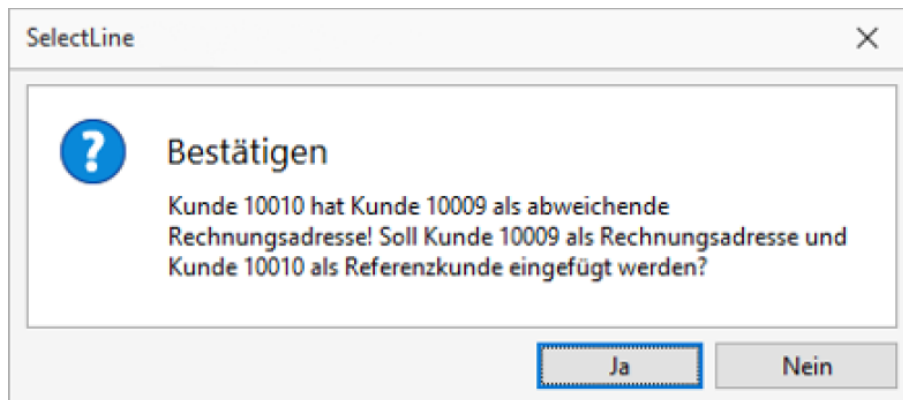 SelectLine
Bestätigen
Kunde 10010 hat Kunde 10009 als abweichende
Rechnungsadresse! Soll Kunde 10009 als Rechnungsadresse und
Kunde 10010 als Referenzkunde eingefügt werden?
Ja
Nein